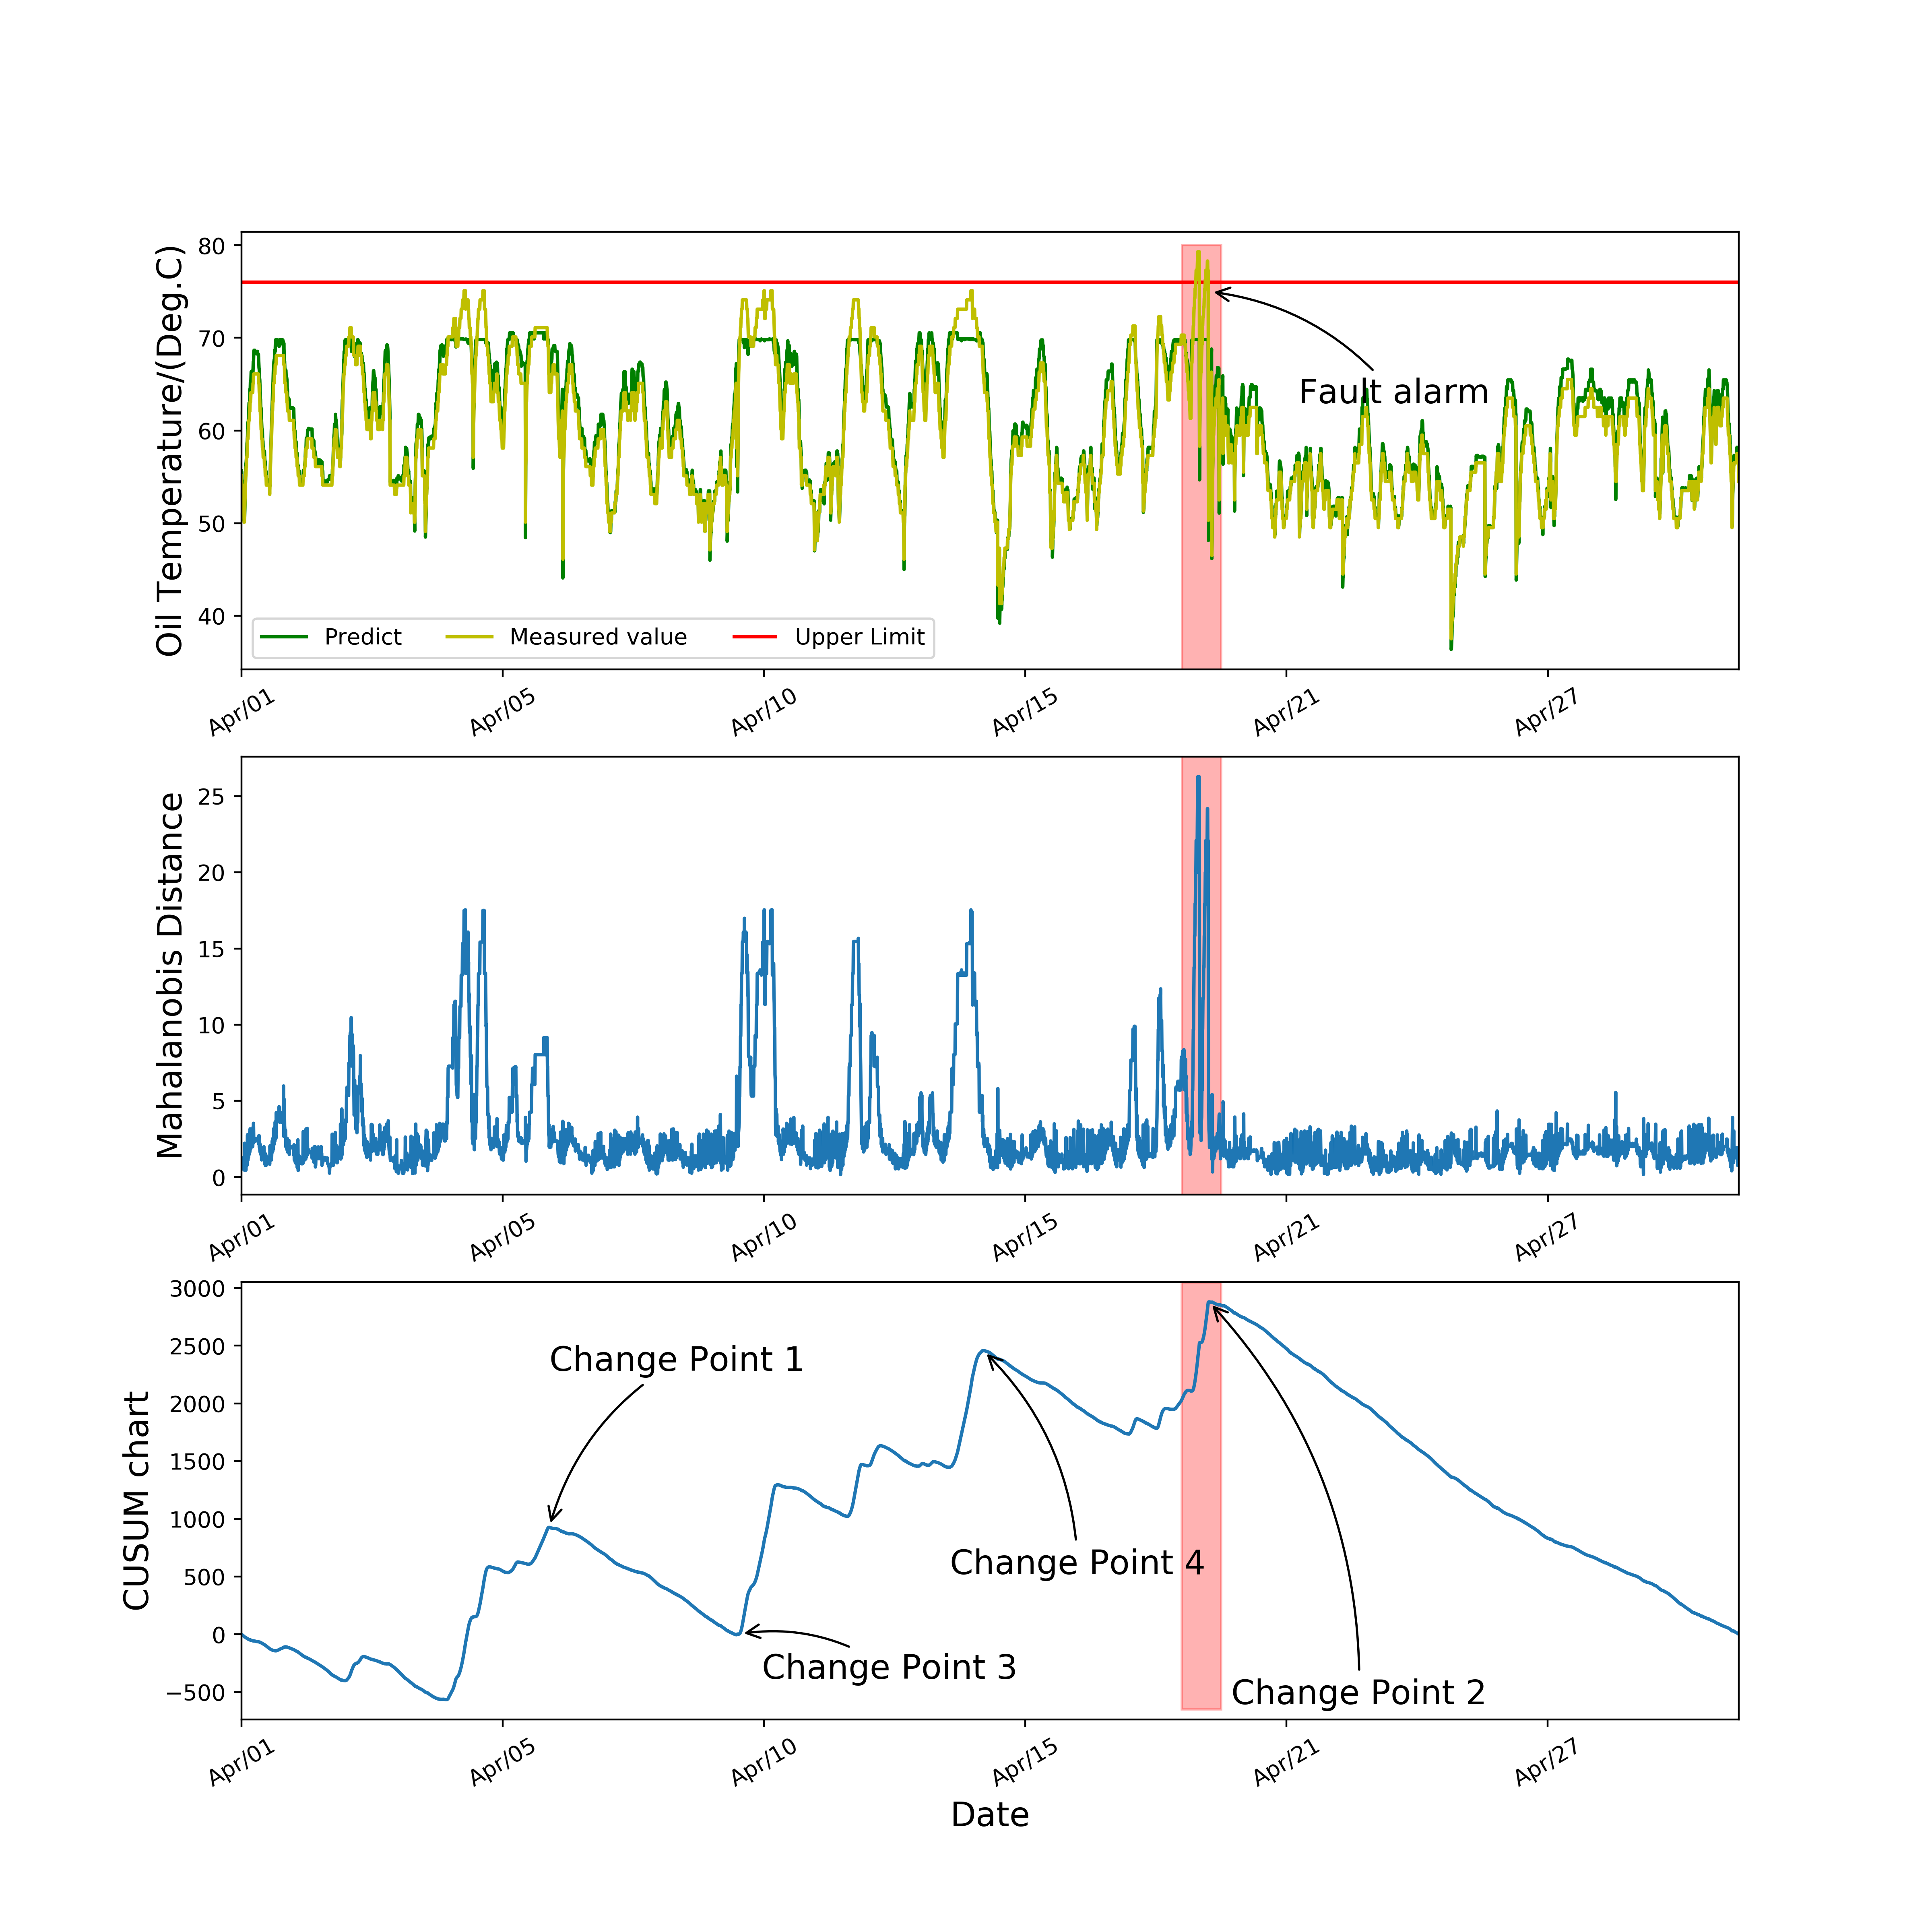 80
70
60
50
40
Oil Temperature/(Deg.C)
Fault alarm
Predict
Measured value
Upper Limit
Apr/01
Apr/05
Apr/10
Apr/15
Apr/21
Apr/27
25
20
15
10
5
0
Mahalanobis Distance
Apr/01
Apr/05
Apr/10
Apr/15
Apr/21
Apr/27
3000
2500
2000
1500
1000
500
0
−500
CUSUM chart
Change Point 1
Change Point 4
Change Point 3
Change Point 2
Apr/01
Apr/05
Apr/10
Apr/15
Apr/21
Apr/27
Date